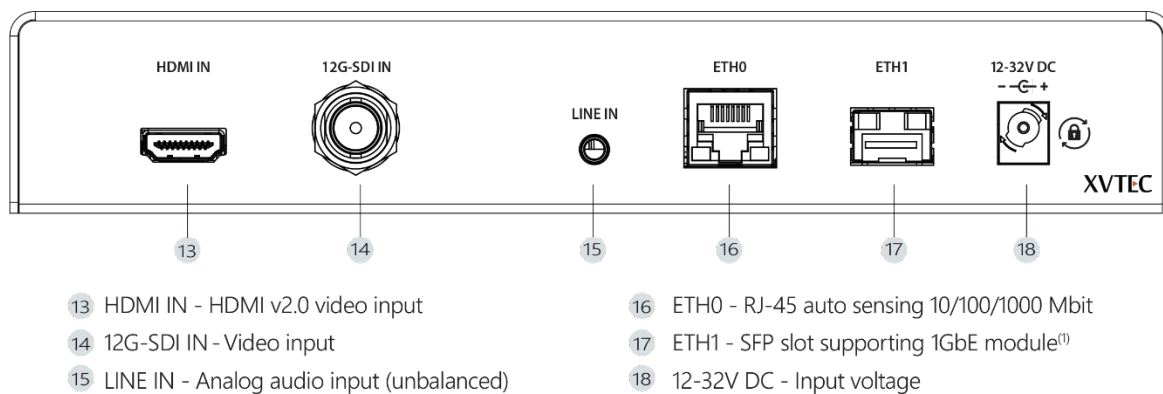 HDMI IN
12G-SDI IN
LINE IN
ETH0
ETH1
12-32V DC
- +
XVTEC
13
14
15
16
17
18
13 HDMI IN - HDMI v2.0 video input
14 12G-SDI IN - Video input
15 LINE IN - Analog audio input (unbalanced)
16 ETH0 - RJ-45 auto sensing 10/100/1000 Mbit
17 ETH1 - SFP slot supporting 1GbE module(1)
18 12-32V DC - Input voltage